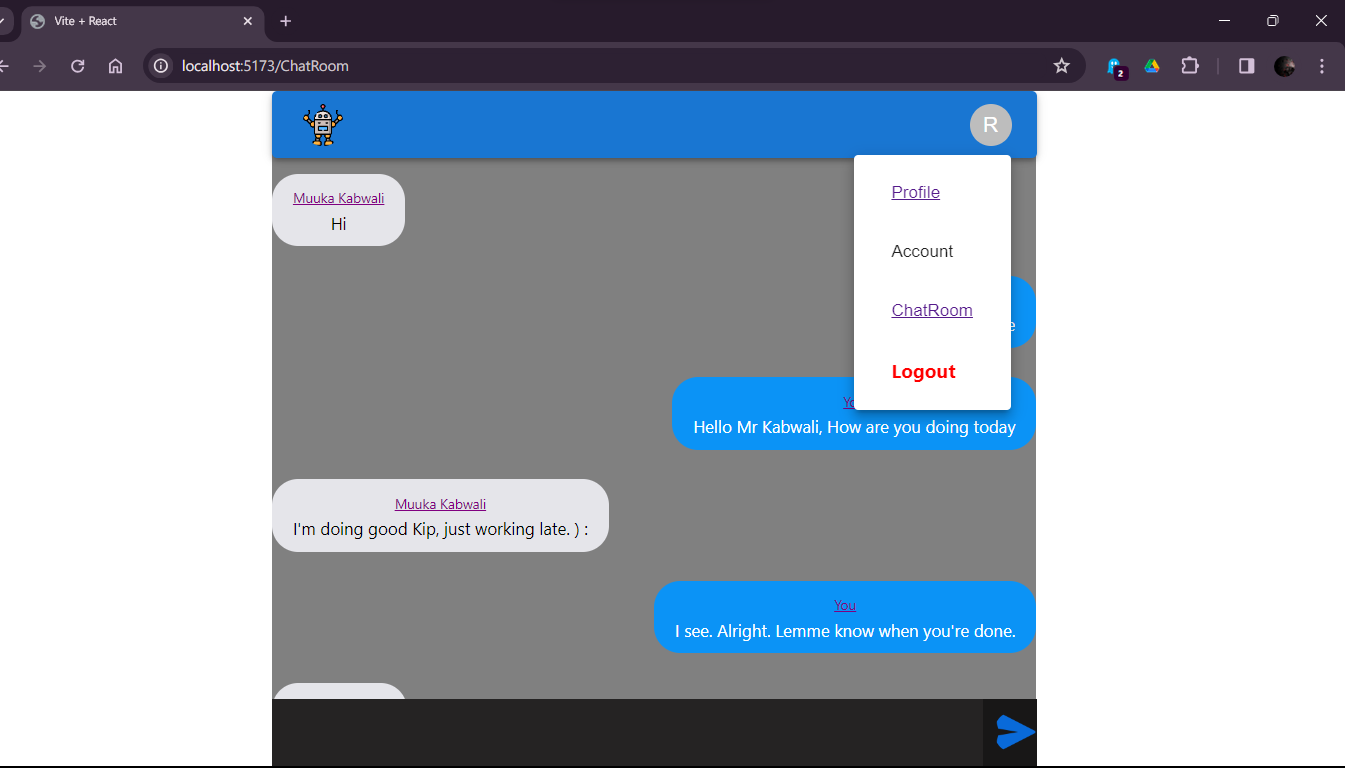 Vite + React
localhost:5173/ChatRoom
2
R
Profile
Account
ChatRoom
Logout
Muuka Kabwali
Hi
Hello Mr Kabwali, How are you doing today
Muuka Kabwali
I'm doing good Kip, just working late. ) :
You
I see. Alright. Lemme know when you're done.